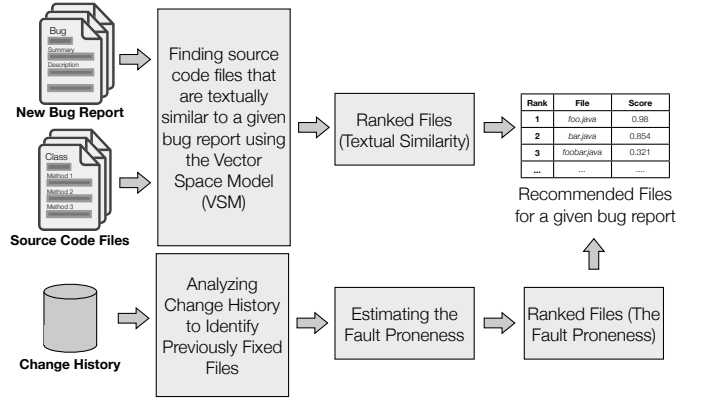 Bug
Summary
Description
New Bug Report
Class
Method 1
Method 2
Method 3
Source Code Files
Finding source
code files that
are textually
similar to a given
bug report using
the Vector
Space Model
(VSM)
Ranked Files
(Textual Similarity)
Rank File Score
1 foo.java 0.98
2 bar.java 0.854
3 foobar.java 0.321
... ... ....
Recommended Files
for a given bug report
Change History
Analyzing
Change History
to Identify
Previously Fixed
Files
Estimating the
Fault Proneness
Ranked Files (The
Fault Proneness)